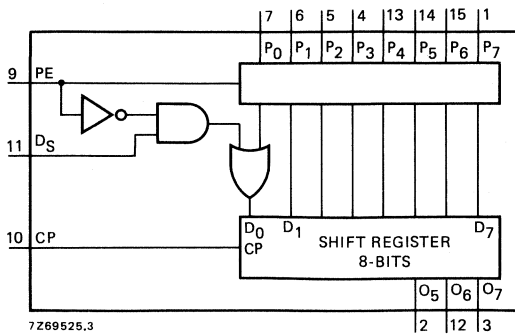 7 6 5 4 13 14 15 1
P0 P1 P2 P3 P4 P5 P6 P7
9 PE
11 DS
D0 D1 D7
10 CP CP SHIFT REGISTER
8-BITS
O5 O6 O7
7Z69525.3 2 12 3